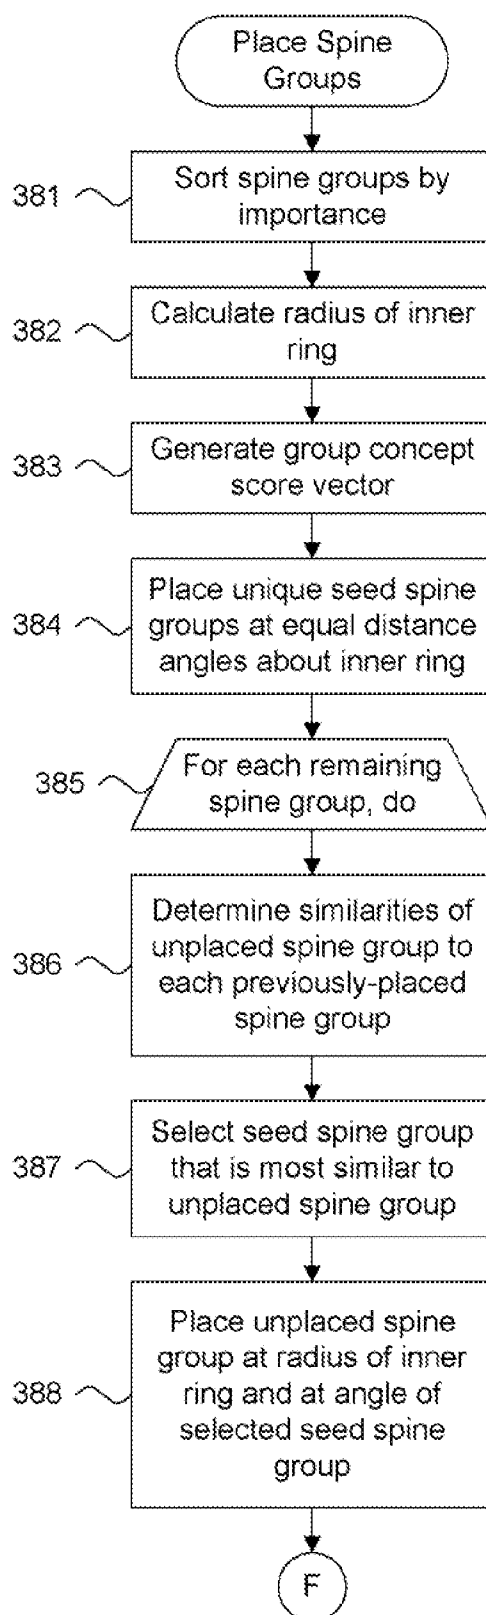 Place Spine
Groups
381
Sort spine groups by
importance
382
Calculate radius of inner
ring
383
Generate group concept
score vector
384
Place unique seed spine
groups at equal distance
angles about inner ring
385
For each remaining
spine group, do
386
Determine similarities of
unplaced spine group to
each previously-placed
spine group
387
Select seed spine group
that is most similar to
unplaced spine group
388
Place unplaced spine
group at radius of inner
ring and at angle of
selected seed spine
group
F